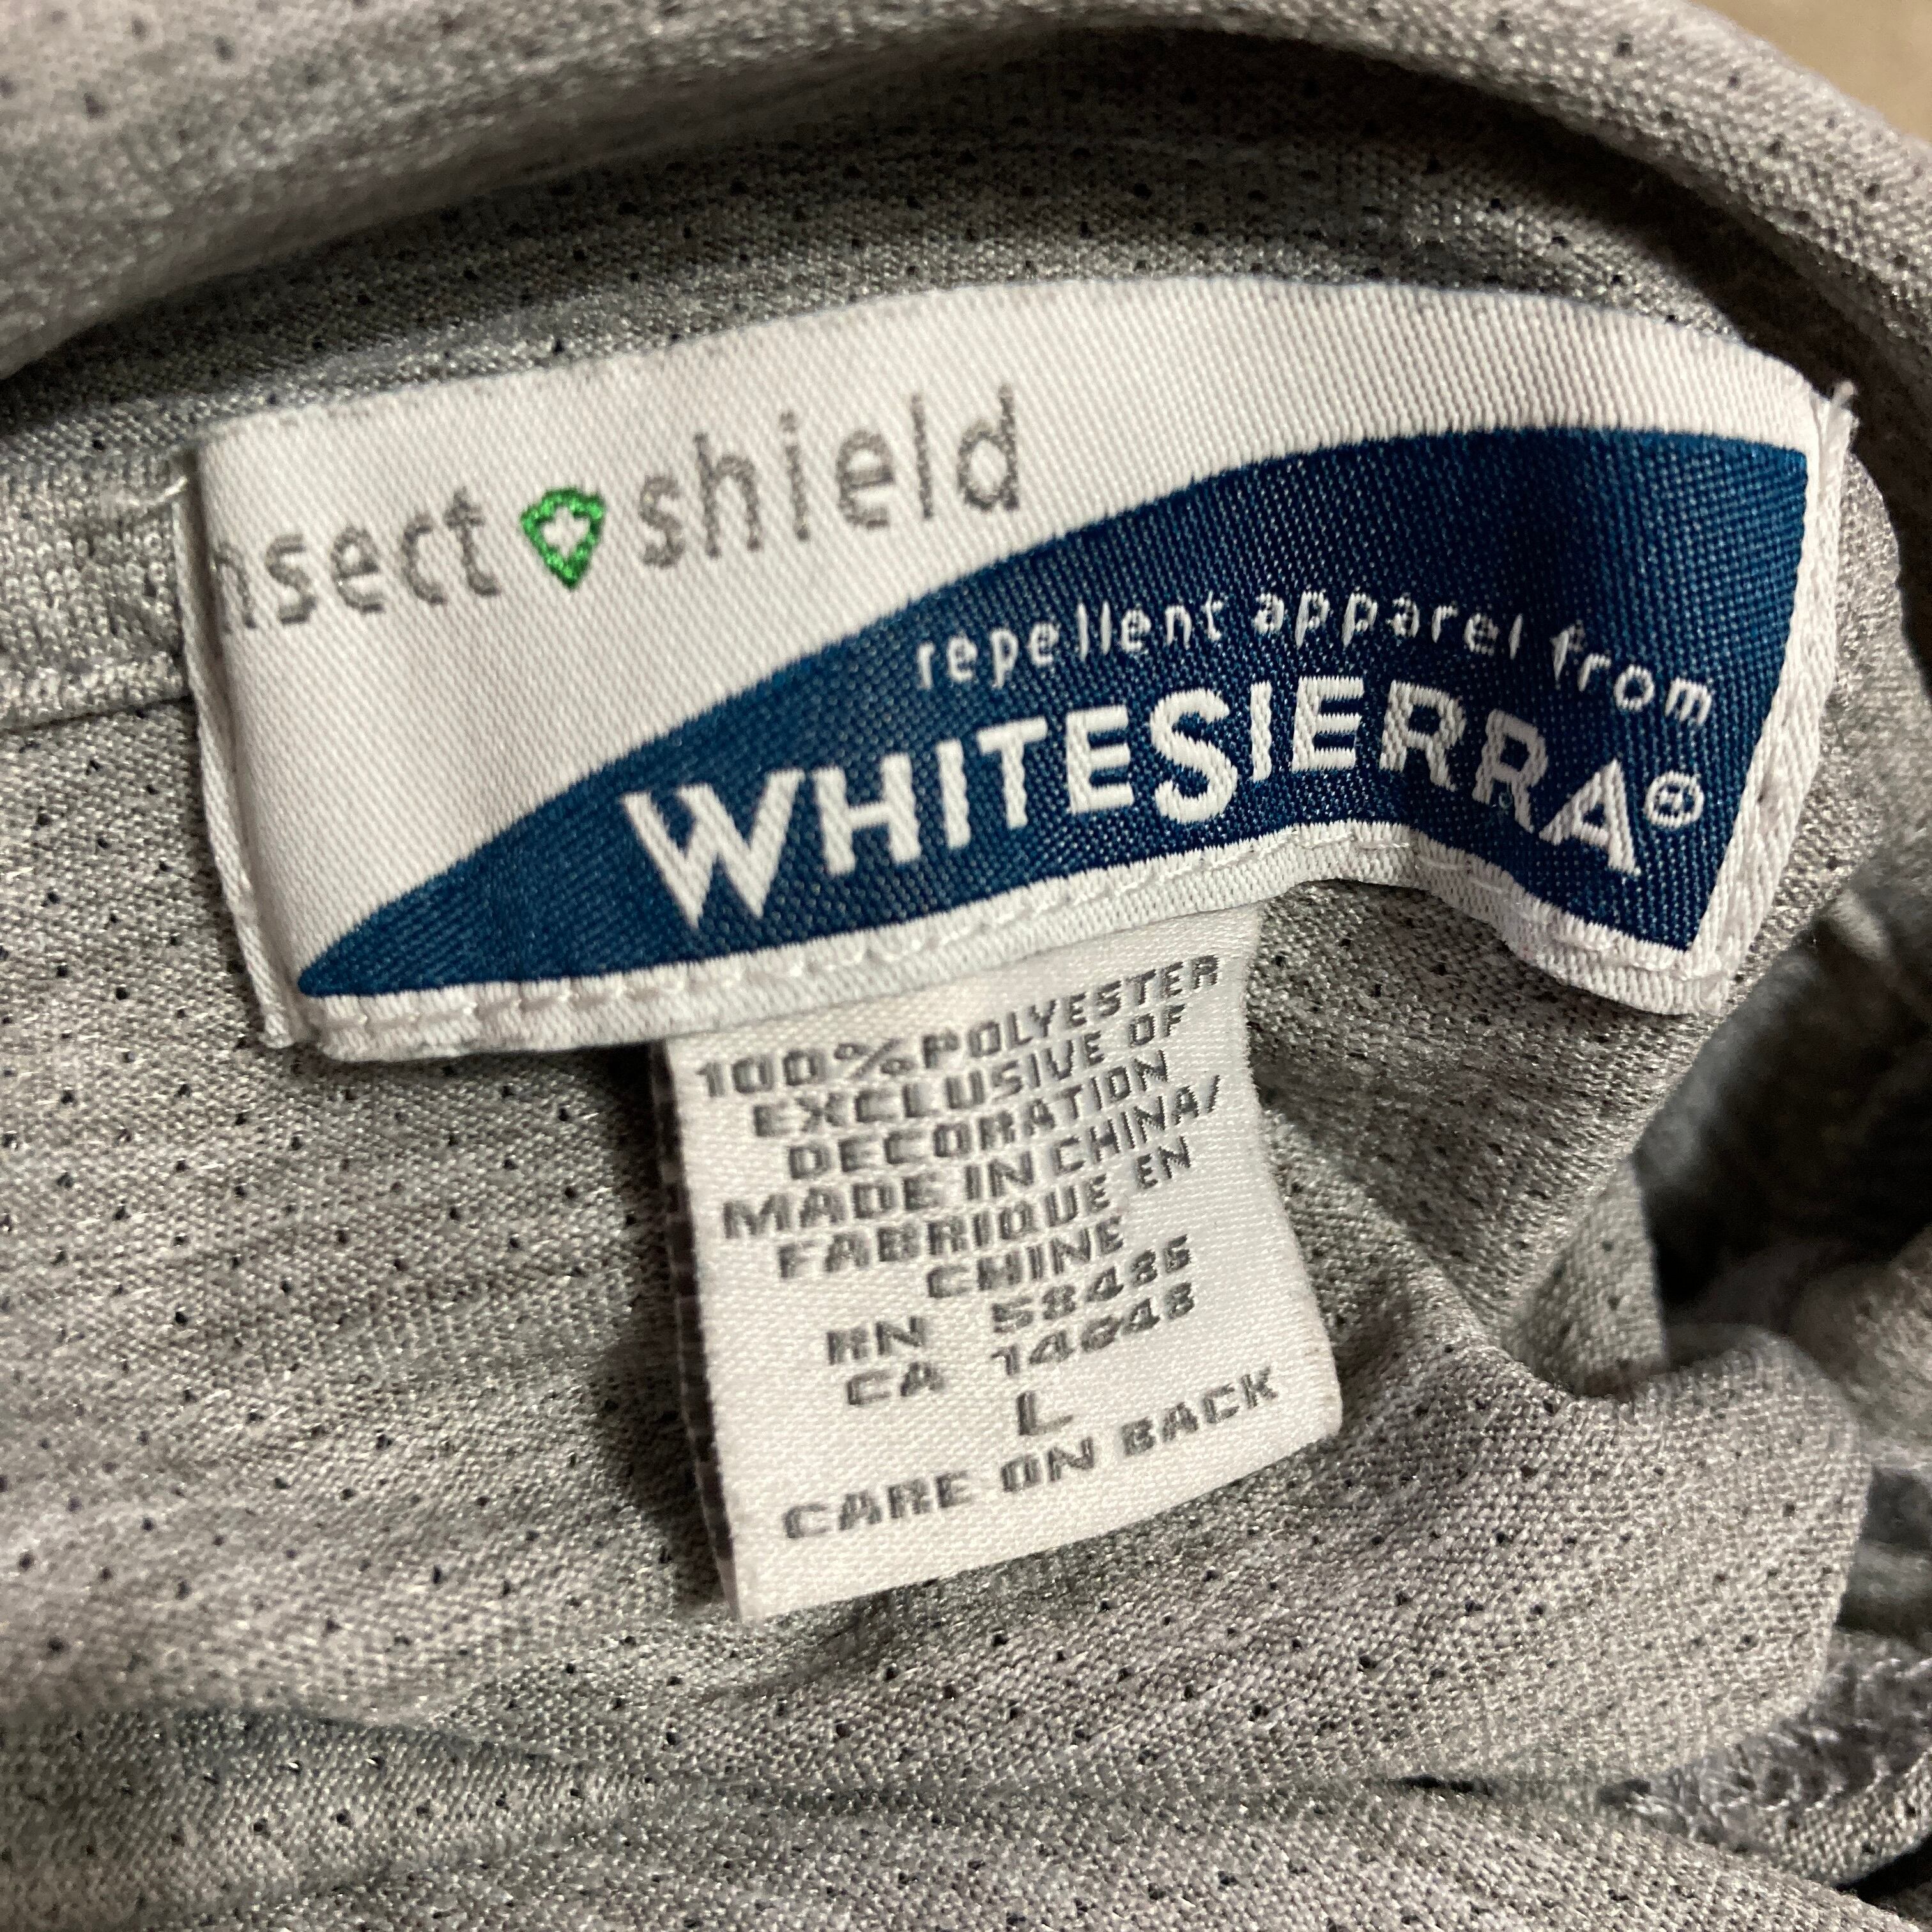 nsect shield
repellent apparel from
WHITESIERRA®
100%POLYESTER
EXCLUSIVE OF
DECORATION
MADE IN CHINA/
FABRIQUE EN
CHINE
RN 58486
CA 14048
L
CARE ON BACK